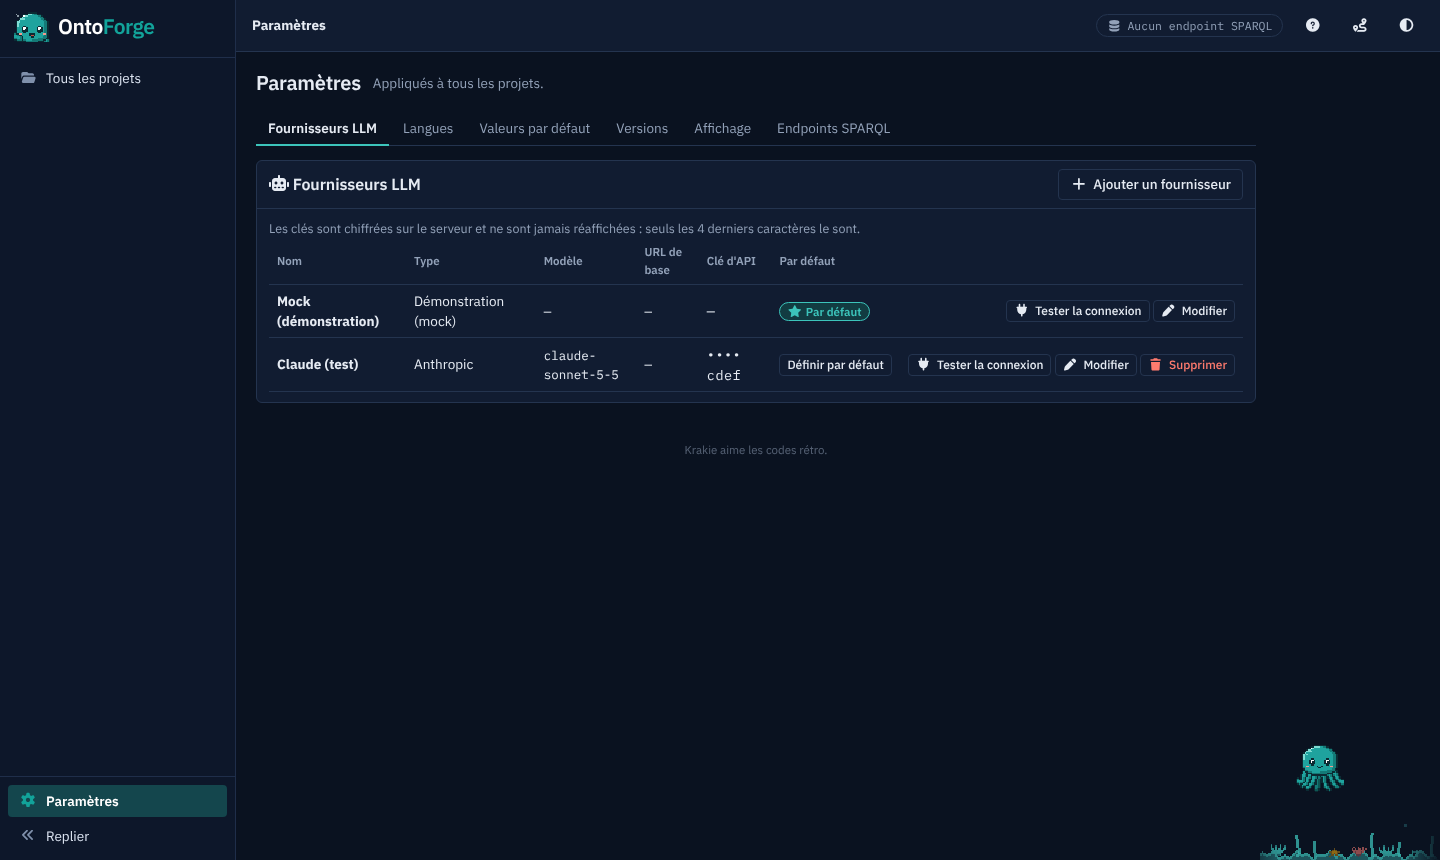 OntoForge
Paramètres
Aucun endpoint SPARQL
Tous les projets
Paramètres Appliqués à tous les projets.
Fournisseurs LLM Langues Valeurs par défaut Versions Affichage Endpoints SPARQL
Fournisseurs LLM
Ajouter un fournisseur
Les clés sont chiffrées sur le serveur et ne sont jamais réaffichées : seuls les 4 derniers caractères le sont.
Nom Type Modèle URL de base Clé d'API Par défaut
Mock (démonstration) Démonstration (mock) — — — Par défaut Tester la connexion Modifier
Claude (test) Anthropic claude-sonnet-5-5 — •••• cdef Définir par défaut Tester la connexion Modifier Supprimer
Krakie aime les codes rétro.
Paramètres
Replier